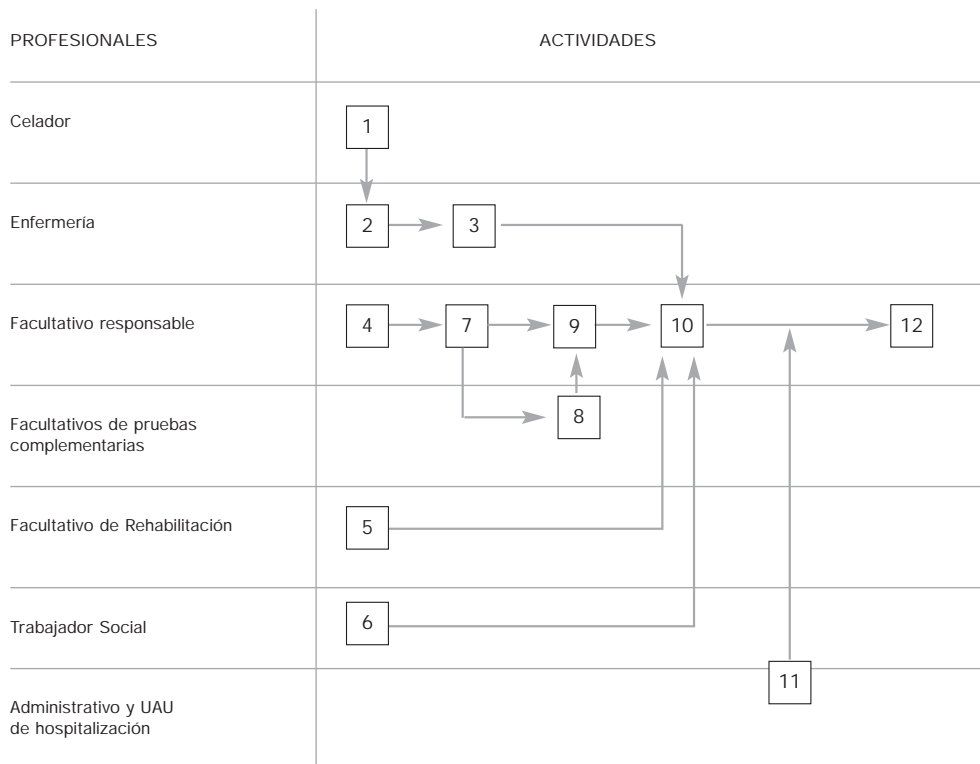 PROFESIONALES
ACTIVIDADES
Celador
1
Enfermería
2
3
Facultativo responsable
4
7
9
10
12
Facultativos de pruebas
complementarias
8
Facultativo de Rehabilitación
5
Trabajador Social
6
11
Administrativo y UAU
de hospitalización